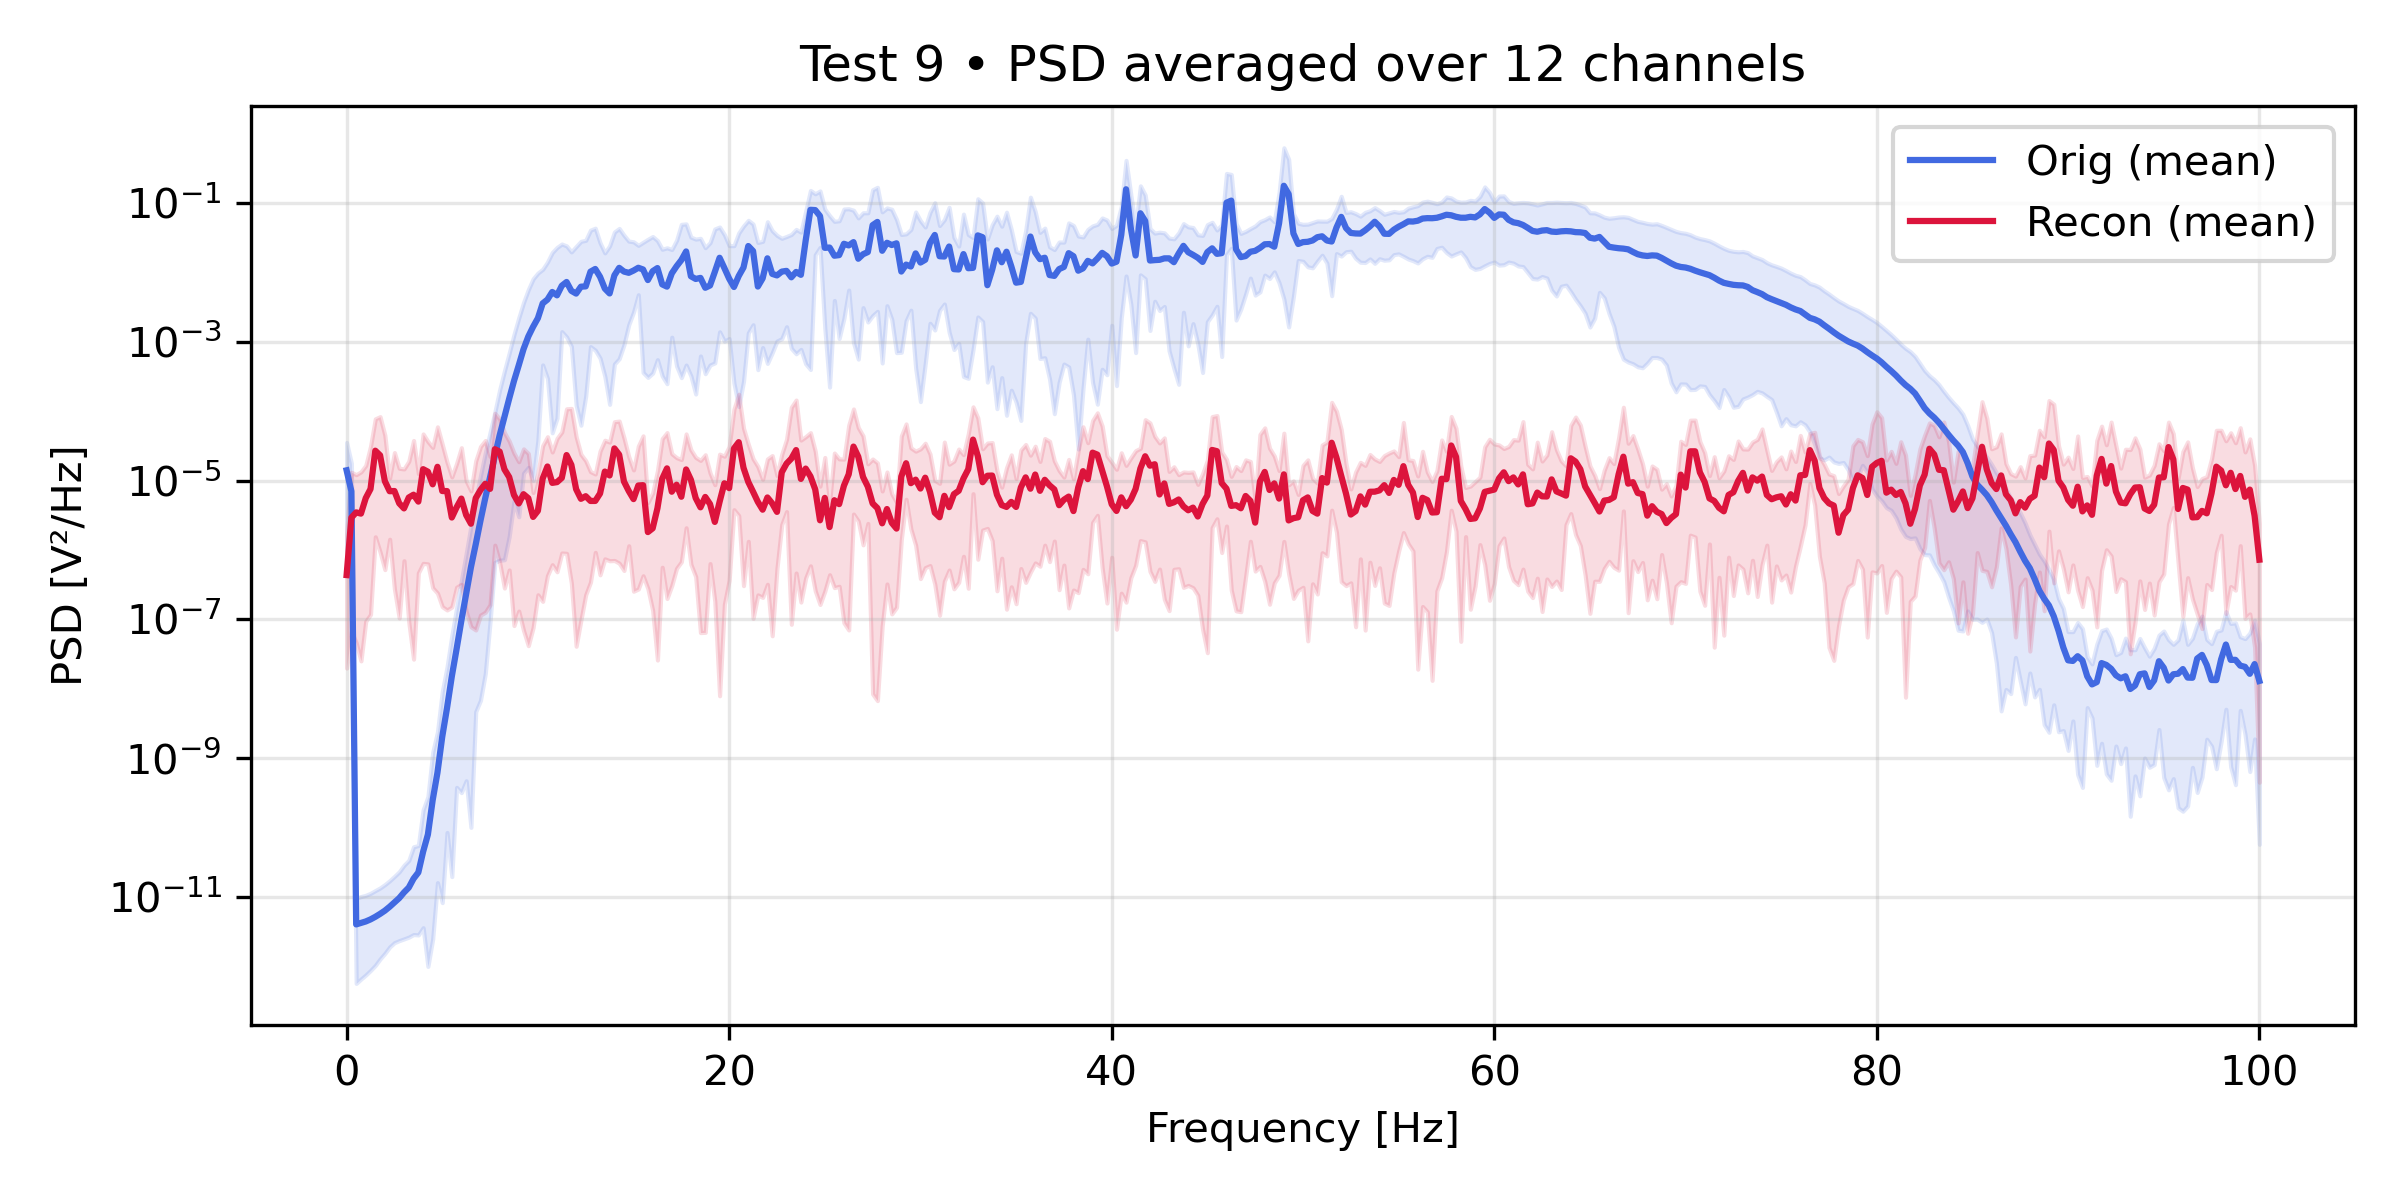 Test 9 • PSD averaged over 12 channels
Orig (mean)
Recon (mean)
PSD [V²/Hz]
10⁻¹
10⁻³
10⁻⁵
10⁻⁷
10⁻⁹
10⁻¹¹
0 20 40 60 80 100
Frequency [Hz]